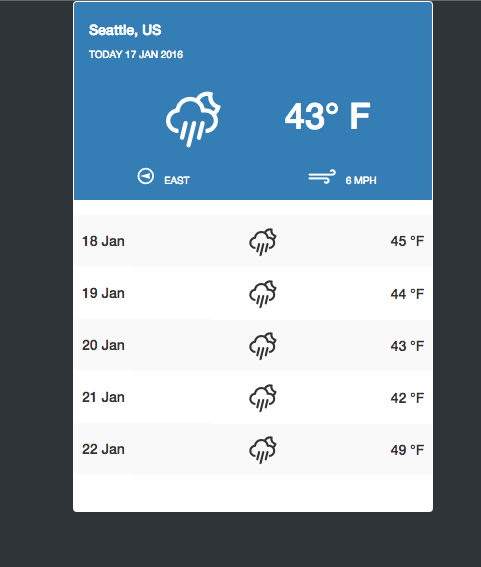 Seattle, US
TODAY 17 JAN 2016
43° F
EAST 6 MPH
18 Jan 45 °F
19 Jan 44 °F
20 Jan 43 °F
21 Jan 42 °F
22 Jan 49 °F